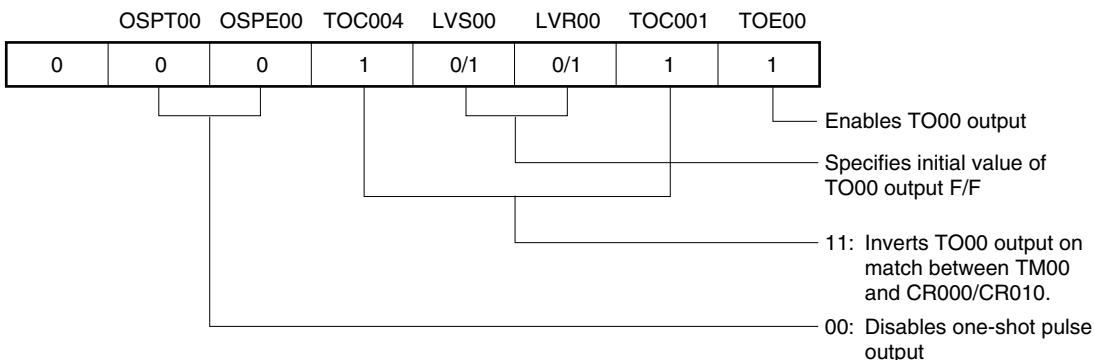 OSPT00 OSPE00 TOC004 LVS00 LVR00 TOC001 TOE00
0 0 0 1 0/1 0/1 1 1
Enables TO00 output
Specifies initial value of
TO00 output F/F
11: Inverts TO00 output on
match between TM00
and CR000/CR010.
00: Disables one-shot pulse
output